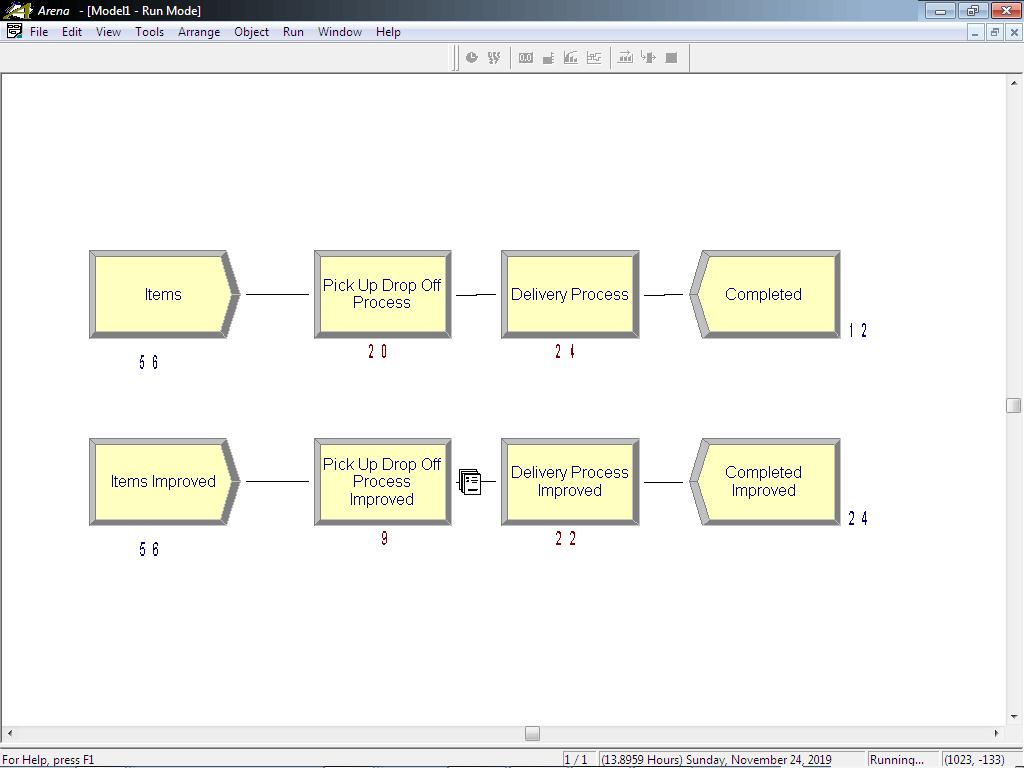 Arena - [Model1 - Run Mode]
File Edit View Tools Arrange Object Run Window Help
Items
Pick Up Drop Off
Process
Delivery Process
Completed
12
56
20
24
Items Improved
Pick Up Drop Off
Process
Improved
Delivery Process
Improved
Completed
Improved
24
56
9
22
For Help, press F1
1 / 1
(13.8959 Hours) Sunday, November 24, 2019
Running...
(1023, -133)